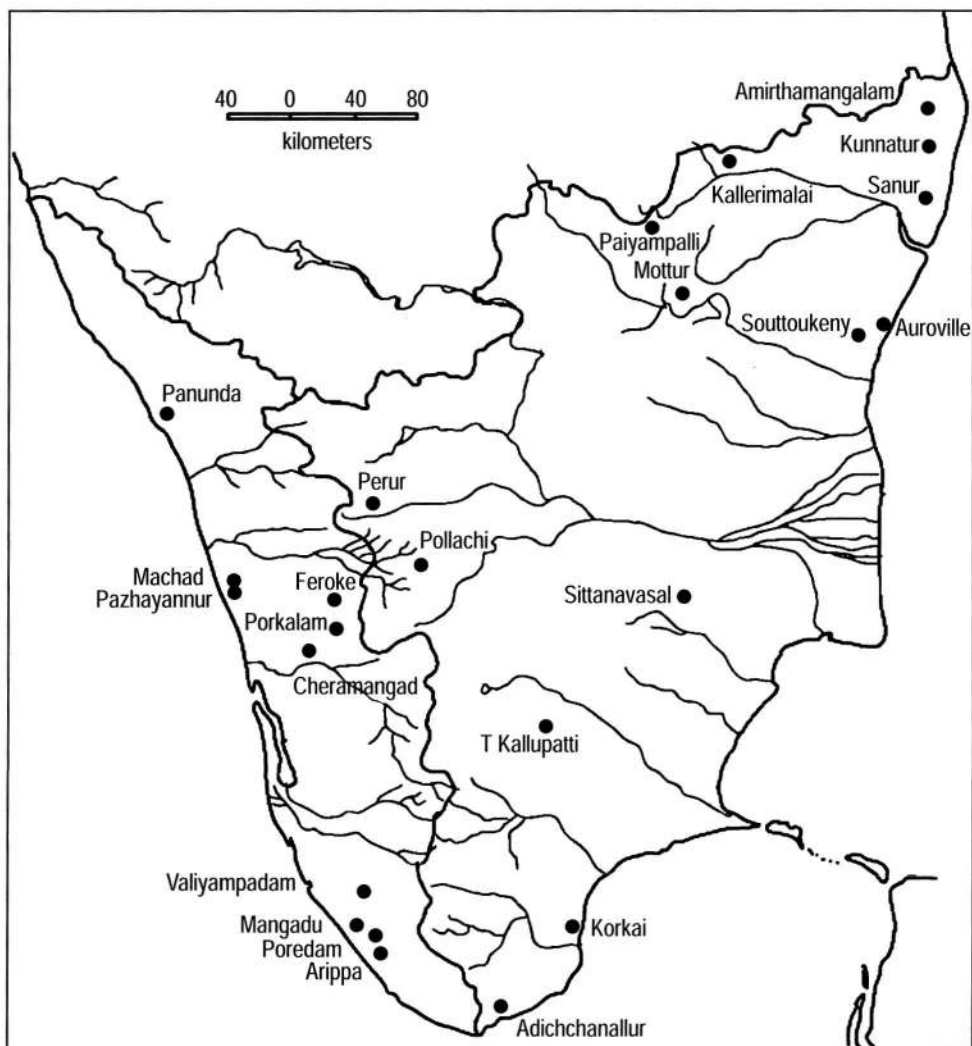 40 0 40 80
kilometers
Amirthamangalam
Kunnatur
Sanur
Kallerimalai
Paiyampalli
Mottur
Souttoukeny
Auroville
Panunda
Perur
Pollachi
Machad
Pazhayannur
Feroke
Porkalam
Cheramangad
Sittanavasal
T Kallupatti
Valiyampadam
Mangadu
Poredam
Arippa
Korkai
Adichchanallur